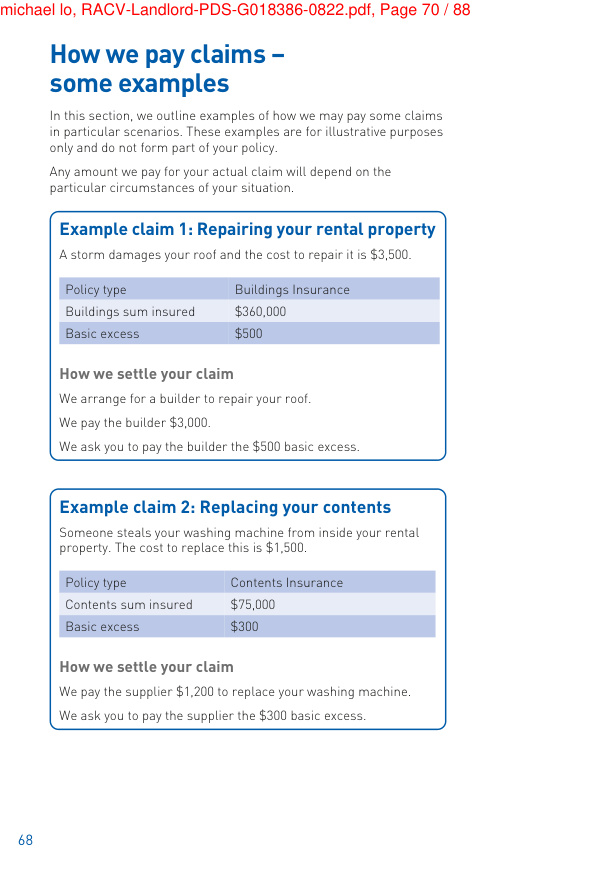 michael lo, RACV-Landlord-PDS-G018386-0822.pdf, Page 70 / 88
How we pay claims –
some examples
In this section, we outline examples of how we may pay some claims
in particular scenarios. These examples are for illustrative purposes
only and do not form part of your policy.
Any amount we pay for your actual claim will depend on the
particular circumstances of your situation.
Example claim 1: Repairing your rental property
A storm damages your roof and the cost to repair it is $3,500.
Policy type Buildings Insurance
Buildings sum insured $360,000
Basic excess $500
How we settle your claim
We arrange for a builder to repair your roof.
We pay the builder $3,000.
We ask you to pay the builder the $500 basic excess.
Example claim 2: Replacing your contents
Someone steals your washing machine from inside your rental
property. The cost to replace this is $1,500.
Policy type Contents Insurance
Contents sum insured $75,000
Basic excess $300
How we settle your claim
We pay the supplier $1,200 to replace your washing machine.
We ask you to pay the supplier the $300 basic excess.
68